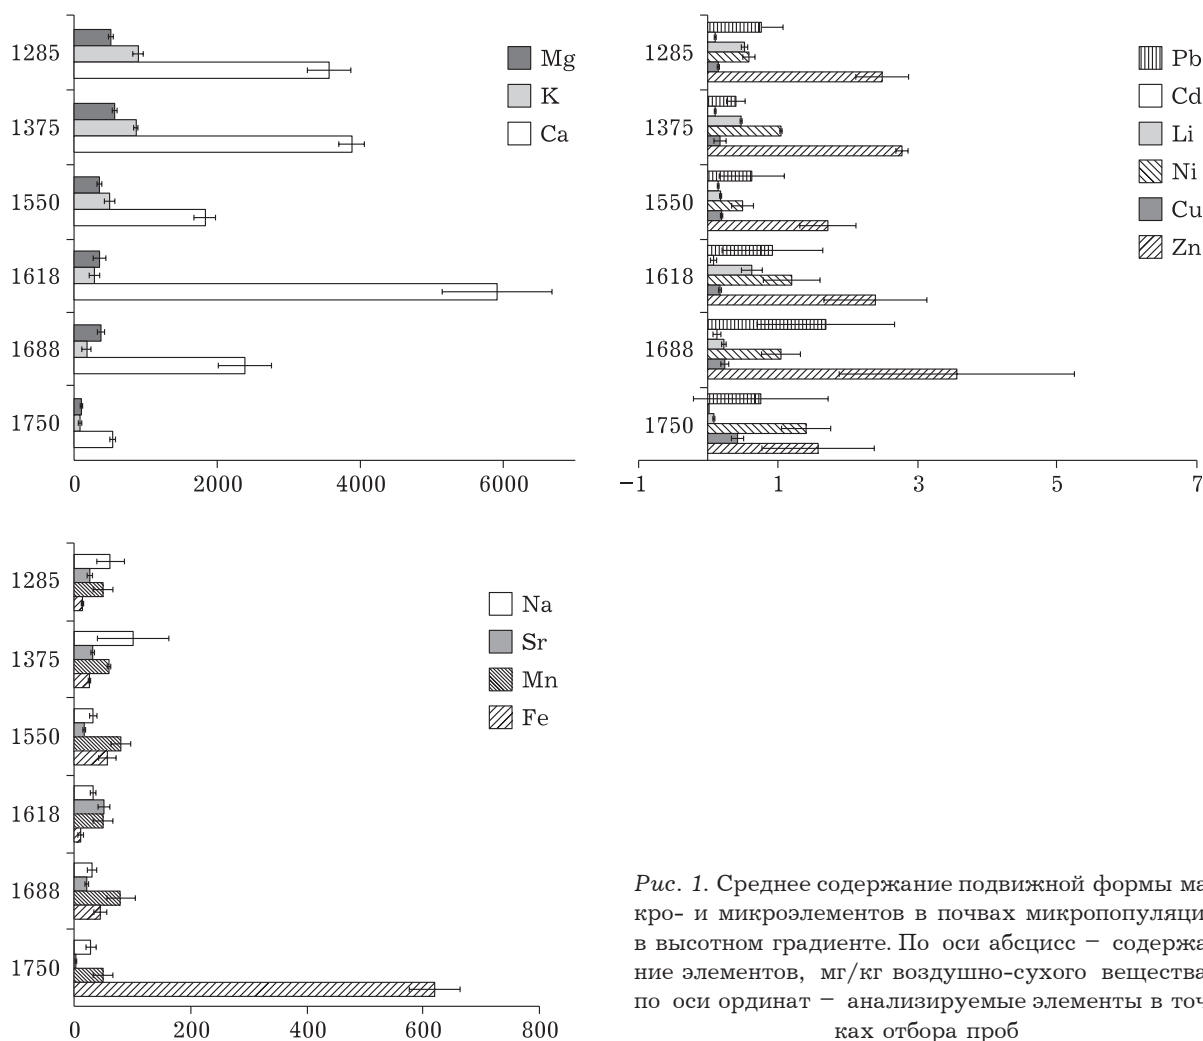 1285
1375
1550
1618
1688
1750
0 2000 4000 6000
Mg
K
Ca
1285
1375
1550
1618
1688
1750
−1 1 3 5 7
Pb
Cd
Li
Ni
Cu
Zn
1285
1375
1550
1618
1688
1750
0 200 400 600 800
Na
Sr
Mn
Fe
Рис. 1. Среднее содержание подвижной формы ма
кро- и микроэлементов в почвах микропопуляци
в высотном градиенте. По оси абсцисс – содержа
ние элементов, мг/кг воздушно-сухого вещества
по оси ординат – анализируемые элементы в точ
ках отбора проб